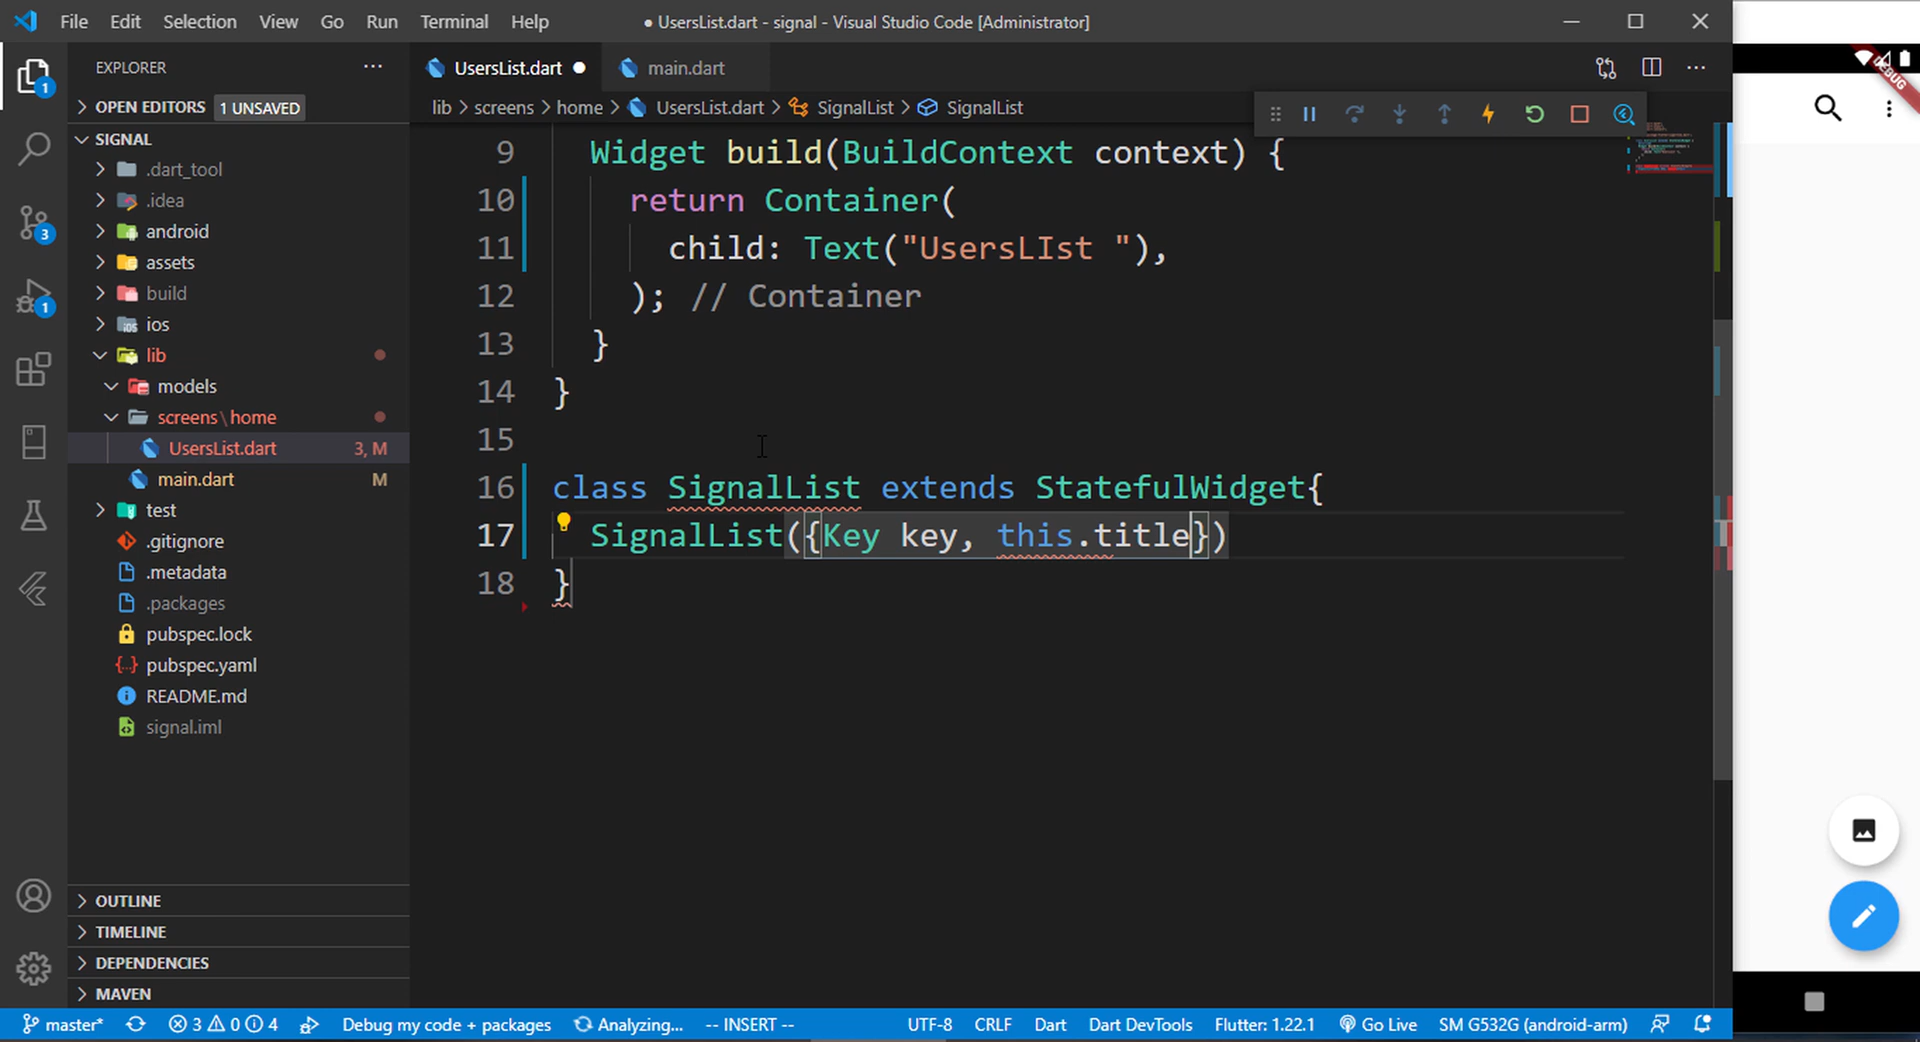 File Edit Selection View Go Run Terminal Help ● UsersList.dart - signal - Visual Studio Code [Administrator]
EXPLORER ···
UsersList.dart ● main.dart
OPEN EDITORS 1 UNSAVED
lib > screens > home > UsersList.dart > SignalList > SignalList
DEBUG
SIGNAL
.dart_tool
.idea
android
assets
build
ios
lib
models
screens\home
UsersList.dart 3, M
main.dart M
test
.gitignore
.metadata
.packages
pubspec.lock
pubspec.yaml
README.md
signal.iml
OUTLINE
TIMELINE
DEPENDENCIES
MAVEN
1
3
1
9 Widget build(BuildContext context) {
10 return Container(
11 child: Text("UsersLIst "),
12 ); // Container
13 }
14 }
15
16 class SignalList extends StatefulWidget{
17 SignalList({Key key, this.title})
18 }
master* 3 0 4 Debug my code + packages Analyzing... -- INSERT -- UTF-8 CRLF Dart Dart DevTools Flutter: 1.22.1 Go Live SM G532G (android-arm)